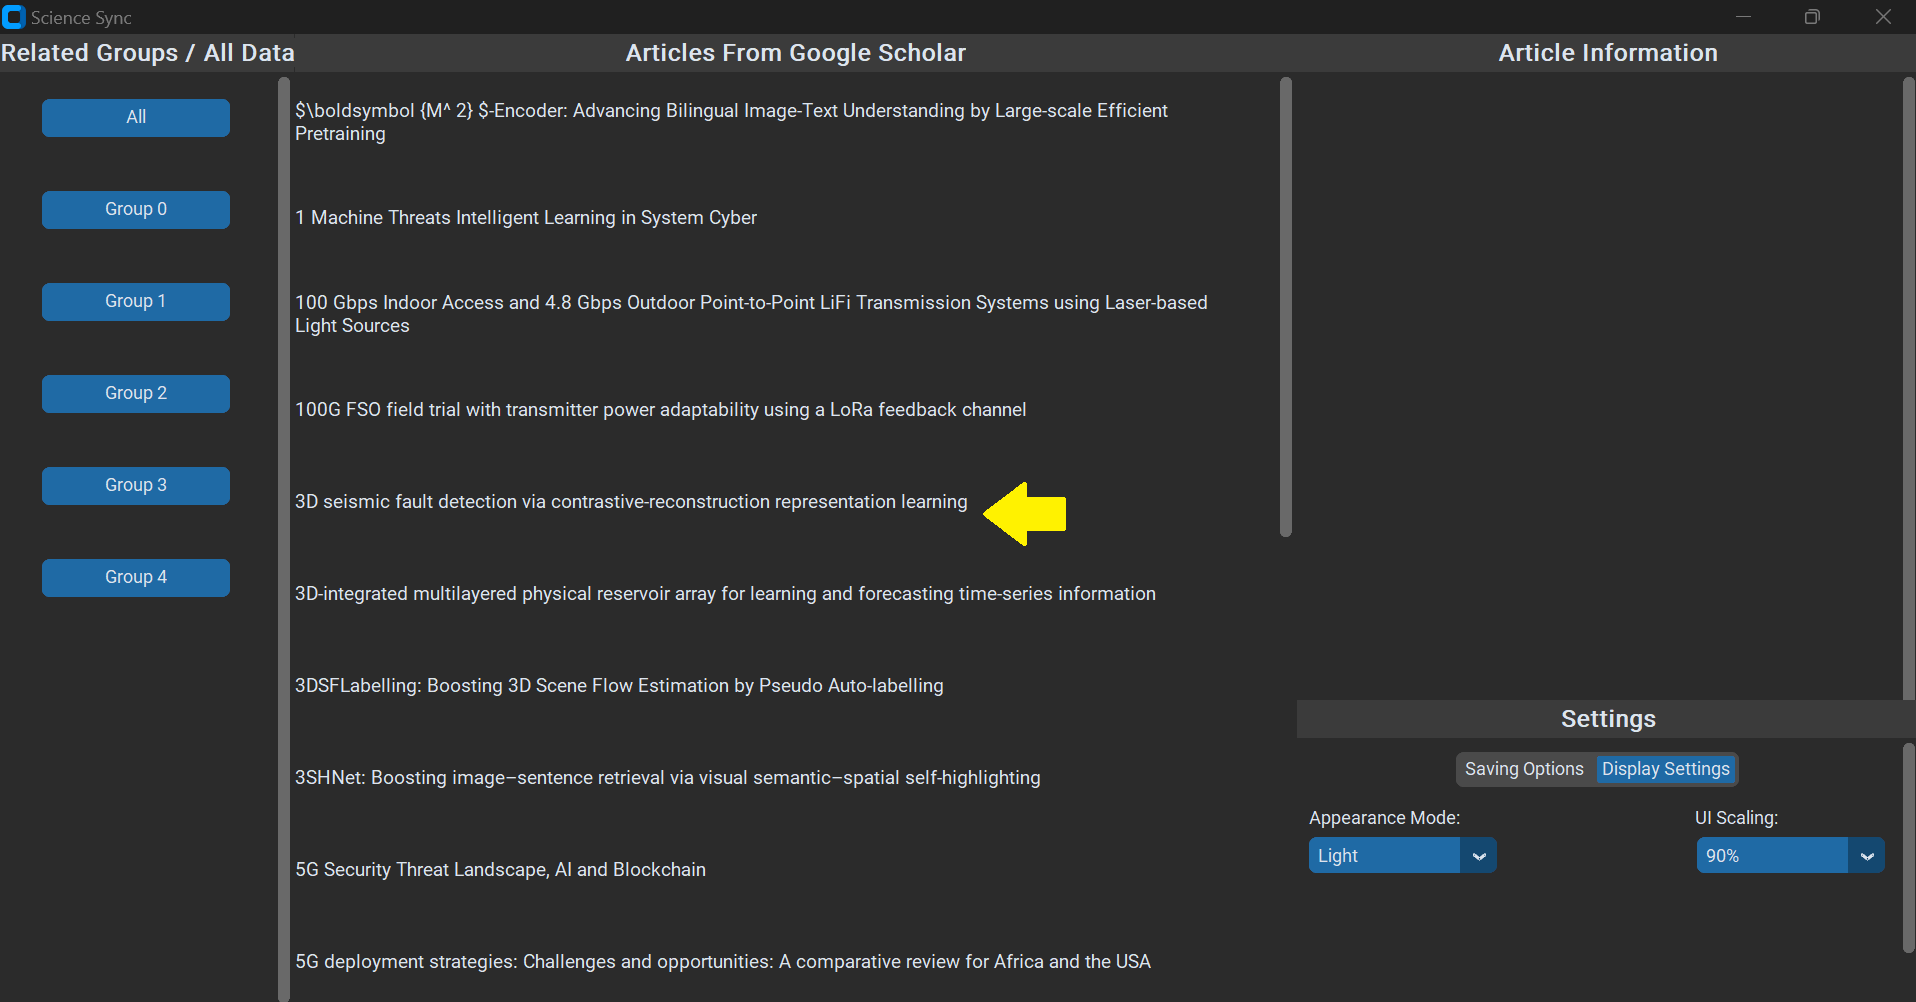 Science Sync
Related Groups / All Data
All
Group 0
Group 1
Group 2
Group 3
Group 4
Articles From Google Scholar
$\boldsymbol {M^ 2} $-Encoder: Advancing Bilingual Image-Text Understanding by Large-scale Efficient
Pretraining
1 Machine Threats Intelligent Learning in System Cyber
100 Gbps Indoor Access and 4.8 Gbps Outdoor Point-to-Point LiFi Transmission Systems using Laser-based
Light Sources
100G FSO field trial with transmitter power adaptability using a LoRa feedback channel
3D seismic fault detection via contrastive-reconstruction representation learning
3D-integrated multilayered physical reservoir array for learning and forecasting time-series information
3DSFLabelling: Boosting 3D Scene Flow Estimation by Pseudo Auto-labelling
3SHNet: Boosting image–sentence retrieval via visual semantic–spatial self-highlighting
5G Security Threat Landscape, AI and Blockchain
5G deployment strategies: Challenges and opportunities: A comparative review for Africa and the USA
Article Information
Settings
Saving Options Display Settings
Appearance Mode: UI Scaling:
Light 90%